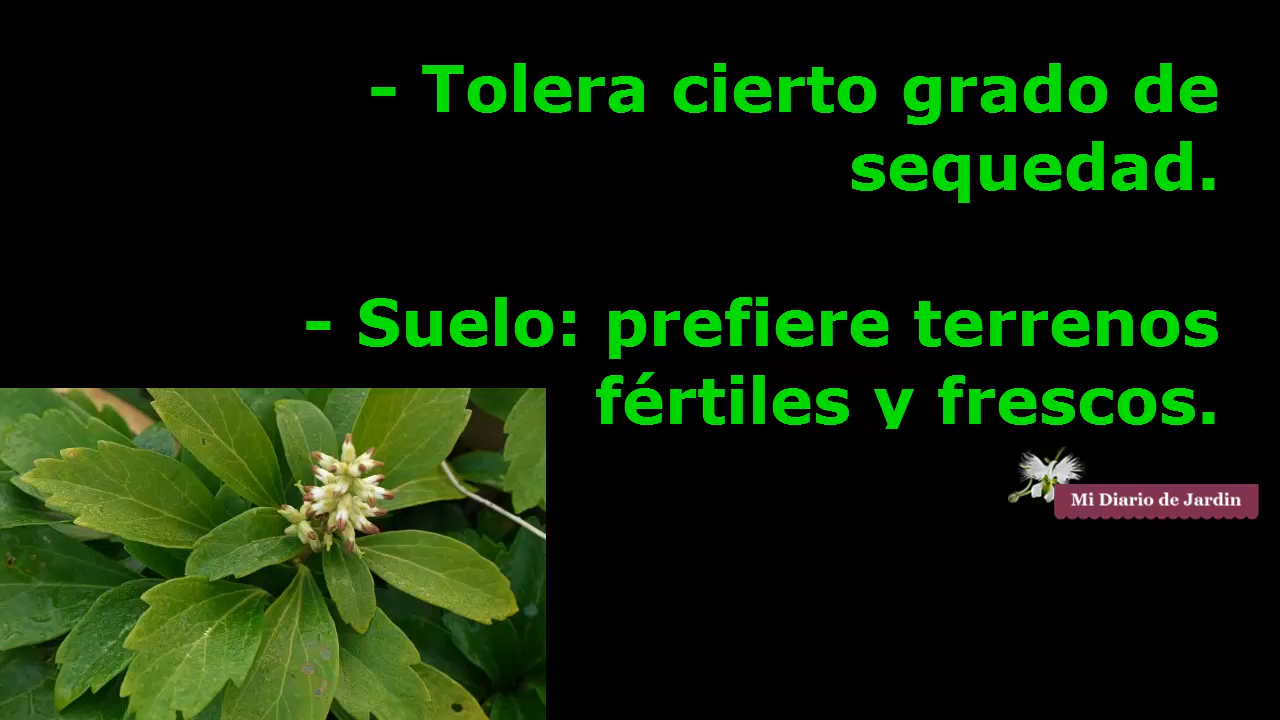 - Tolera cierto grado de
sequedad.
- Suelo: prefiere terrenos
fértiles y frescos.
Mi Diario de Jardin